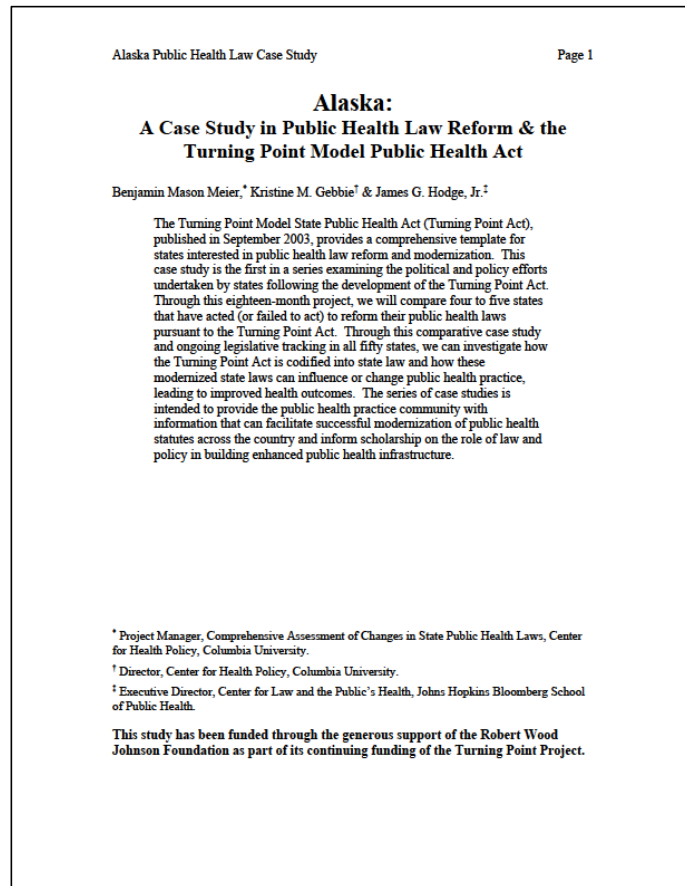 Alaska Public Health Law Case Study Page 1
Alaska:
A Case Study in Public Health Law Reform & the
Turning Point Model Public Health Act
Benjamin Mason Meier,* Kristine M. Gebbie† & James G. Hodge, Jr.‡
The Turning Point Model State Public Health Act (Turning Point Act),
published in September 2003, provides a comprehensive template for
states interested in public health law reform and modernization. This
case study is the first in a series examining the political and policy efforts
undertaken by states following the development of the Turning Point Act.
Through this eighteen-month project, we will compare four to five states
that have acted (or failed to act) to reform their public health laws
pursuant to the Turning Point Act. Through this comparative case study
and ongoing legislative tracking in all fifty states, we can investigate how
the Turning Point Act is codified into state law and how these
modernized state laws can influence or change public health practice,
leading to improved health outcomes. The series of case studies is
intended to provide the public health practice community with
information that can facilitate successful modernization of public health
statutes across the country and inform scholarship on the role of law and
policy in building enhanced public health infrastructure.
* Project Manager, Comprehensive Assessment of Changes in State Public Health Laws, Center
for Health Policy, Columbia University.
† Director, Center for Health Policy, Columbia University.
‡ Executive Director, Center for Law and the Public's Health, Johns Hopkins Bloomberg School
of Public Health.
This study has been funded through the generous support of the Robert Wood
Johnson Foundation as part of its continuing funding of the Turning Point Project.